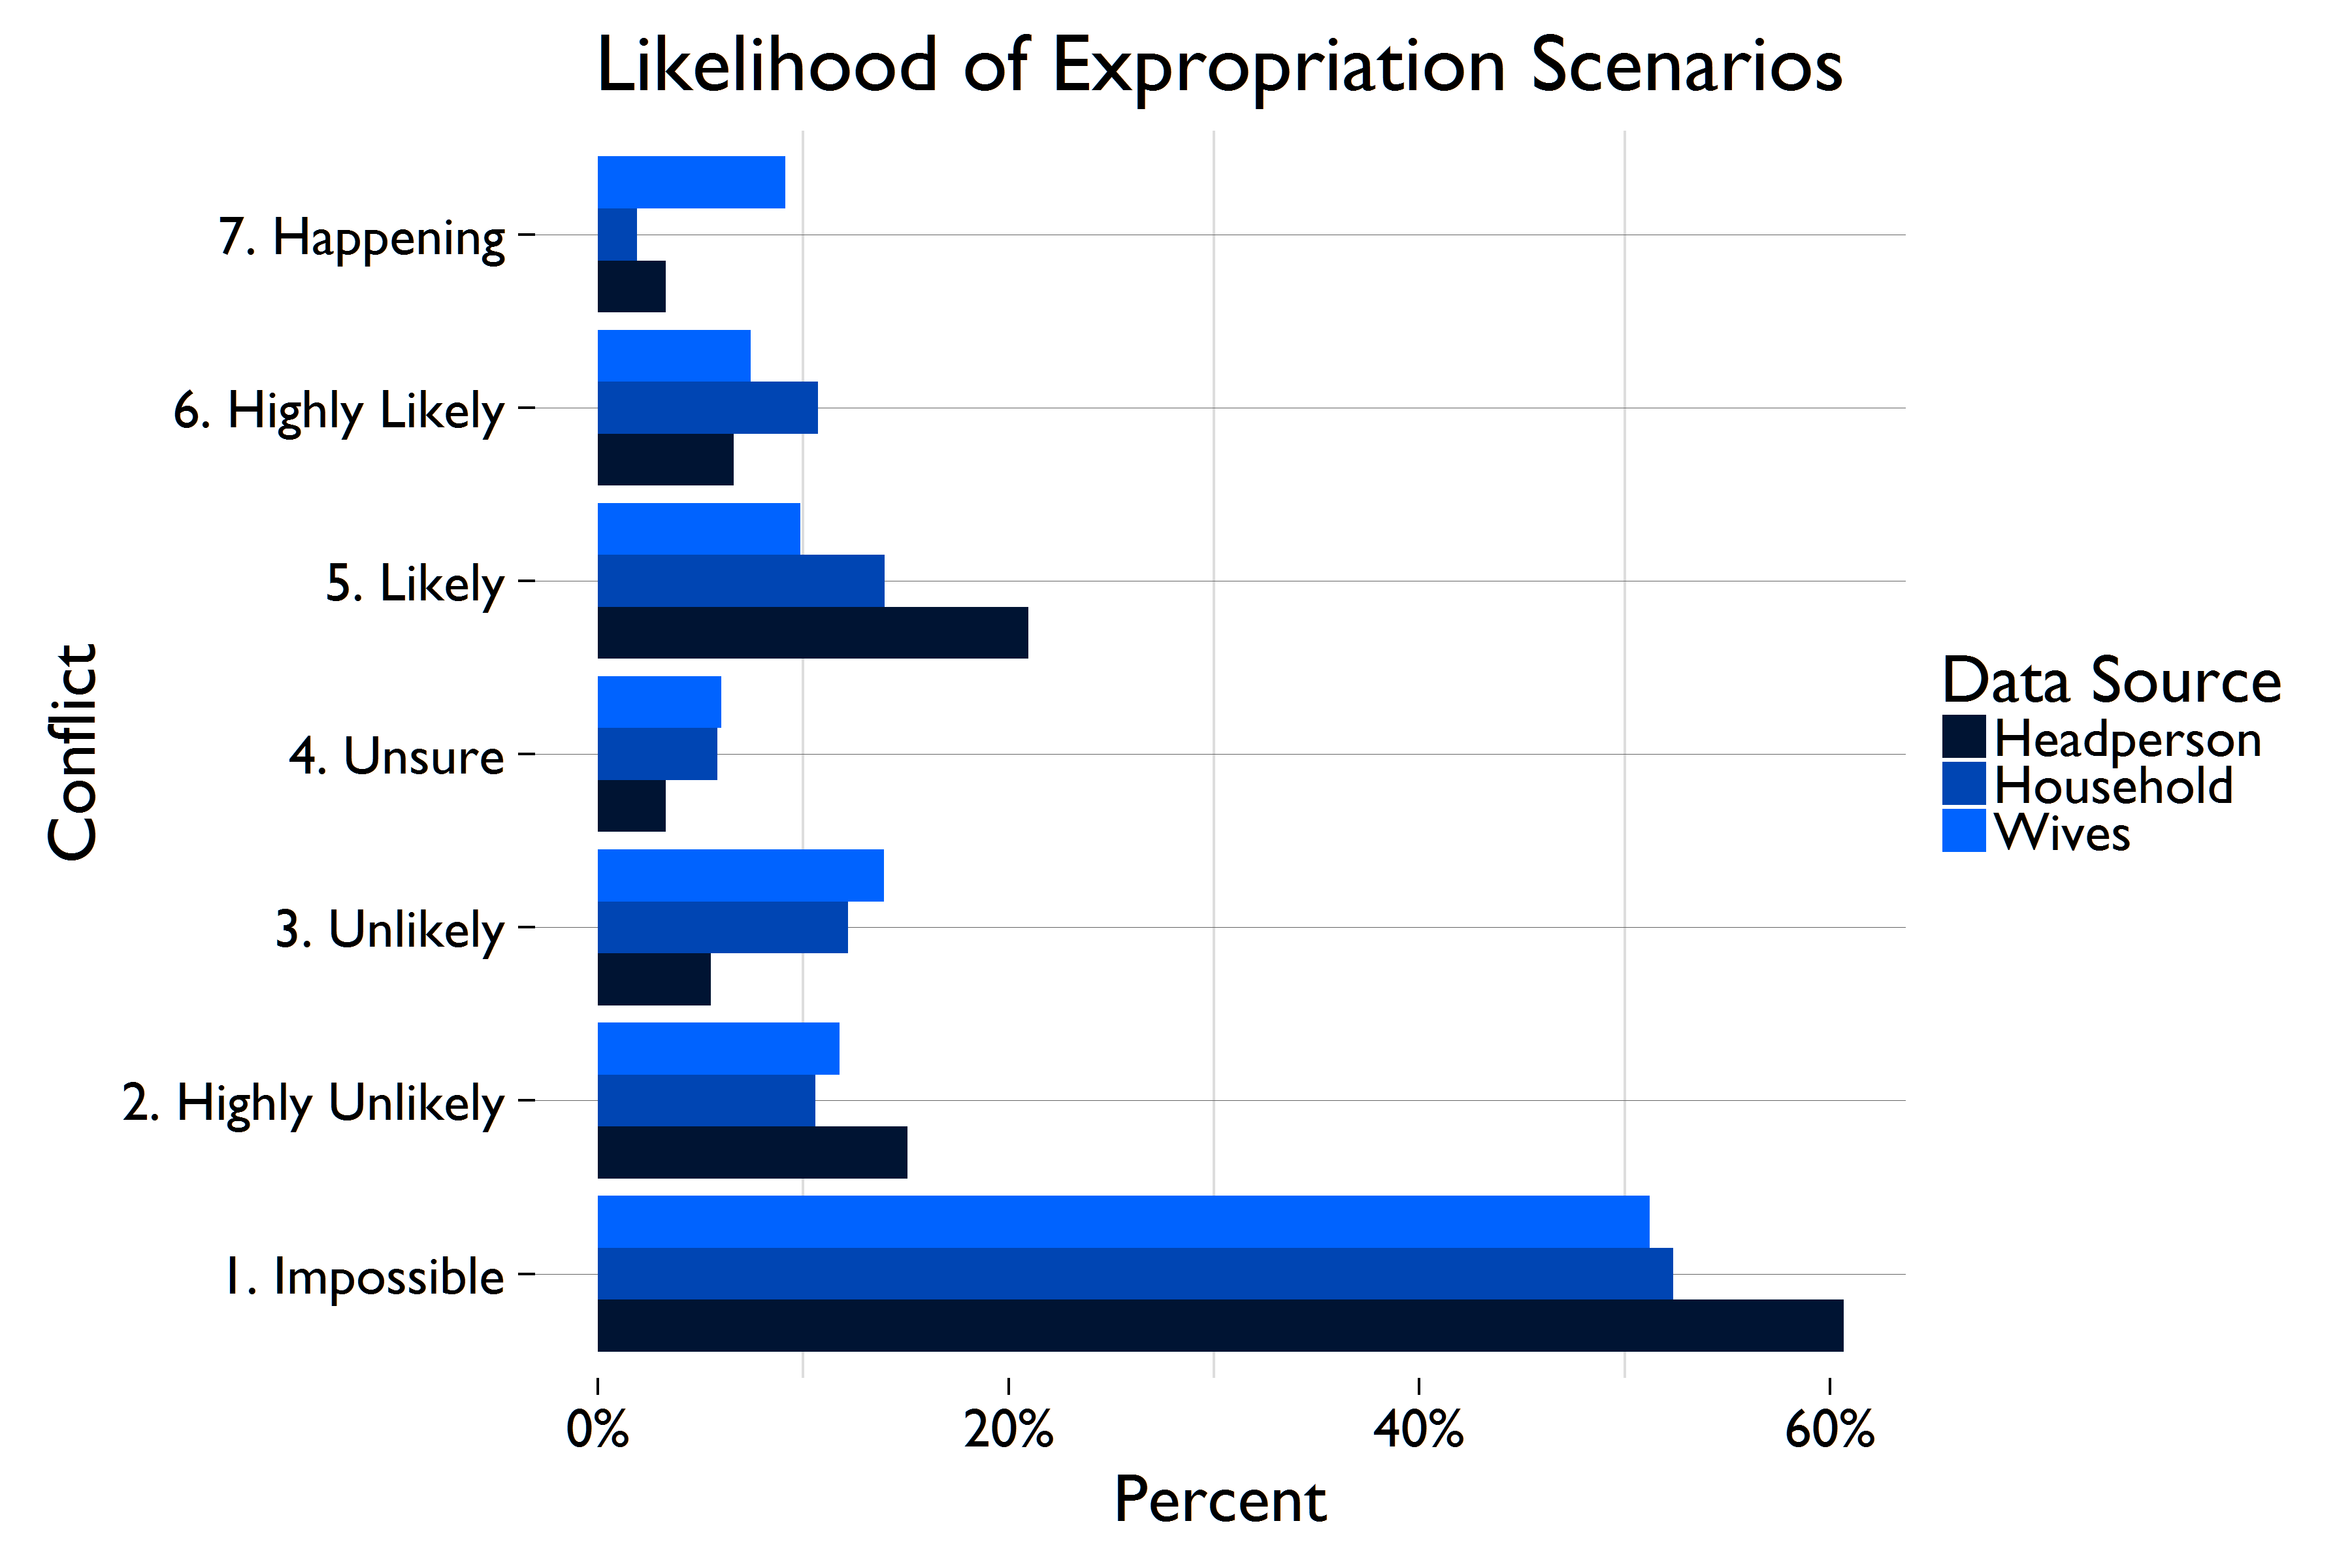 Likelihood of Expropriation Scenarios
7. Happening
6. Highly Likely
5. Likely
4. Unsure
3. Unlikely
2. Highly Unlikely
1. Impossible
Conflict
0% 20% 40% 60%
Percent
Data Source
Headperson
Household
Wives